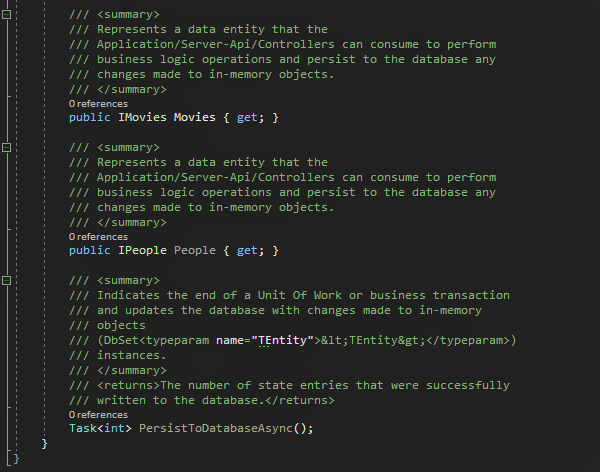 /// <summary>
/// Represents a data entity that the
/// Application/Server-Api/Controllers can consume to perform
/// business logic operations and persist to the database any
/// changes made to in-memory objects.
/// </summary>
0 references
public IMovies Movies { get; }
/// <summary>
/// Represents a data entity that the
/// Application/Server-Api/Controllers can consume to perform
/// business logic operations and persist to the database any
/// changes made to in-memory objects.
/// </summary>
0 references
public IPeople People { get; }
/// <summary>
/// Indicates the end of a Unit Of Work or business transaction
/// and updates the database with changes made to in-memory
/// objects
/// (DbSet<typeparam name="TEntity">&lt;TEntity&gt;</typeparam>)
/// instances.
/// </summary>
/// <returns>The number of state entries that were successfully
/// written to the database.</returns>
0 references
Task<int> PersistToDatabaseAsync();
}
}